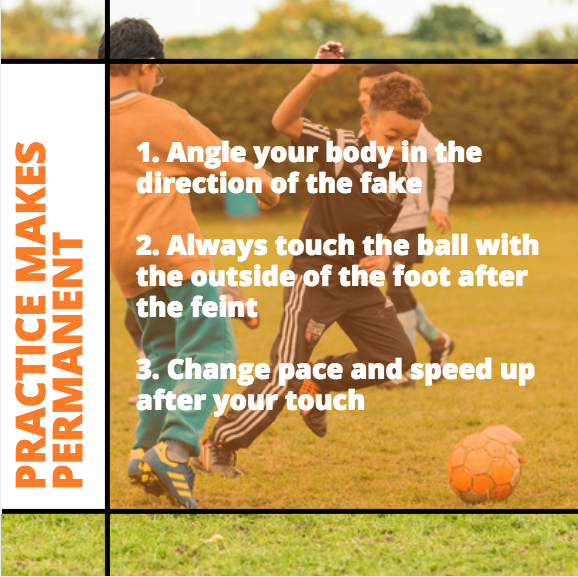 PRACTICE MAKES
PERMANENT
1. Angle your body in the
direction of the fake
2. Always touch the ball with
the outside of the foot after
the feint
3. Change pace and speed up
after your touch